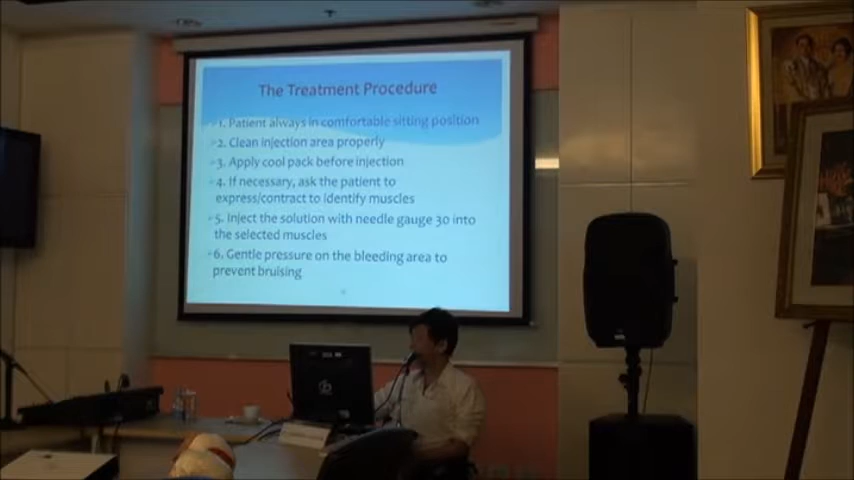 The Treatment Procedure
1. Patient always in comfortable sitting position
2. Clean injection area properly
3. Apply cool pack before injection
4. If necessary, ask the patient to
express/contract to identify muscles
5. Inject the solution with needle gauge 30 into
the selected muscles
6. Gentle pressure on the bleeding area to
prevent bruising